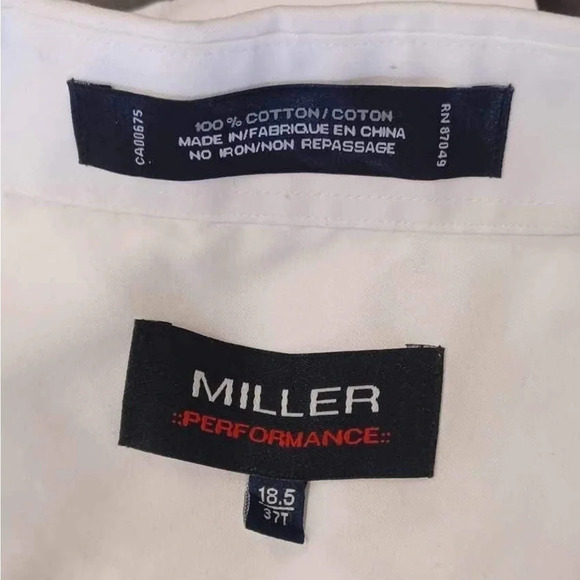 CA00675
100 % COTTON/COTON
MADE IN/FABRIQUE EN CHINA
NO IRON/NON REPASSAGE
RN 87049
MILLER
::PERFORMANCE::
18.5
37T